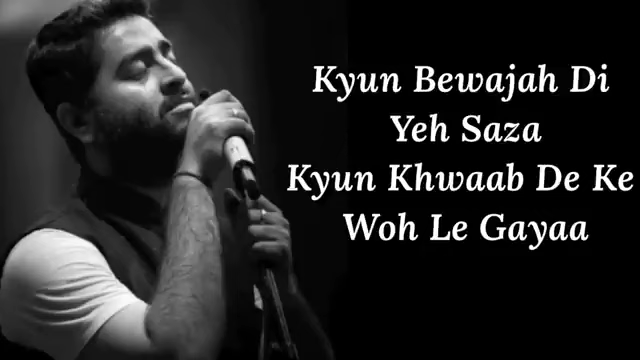 Kyun Bewajah Di
Yeh Saza
Kyun Khwaab De Ke
Woh Le Gayaa